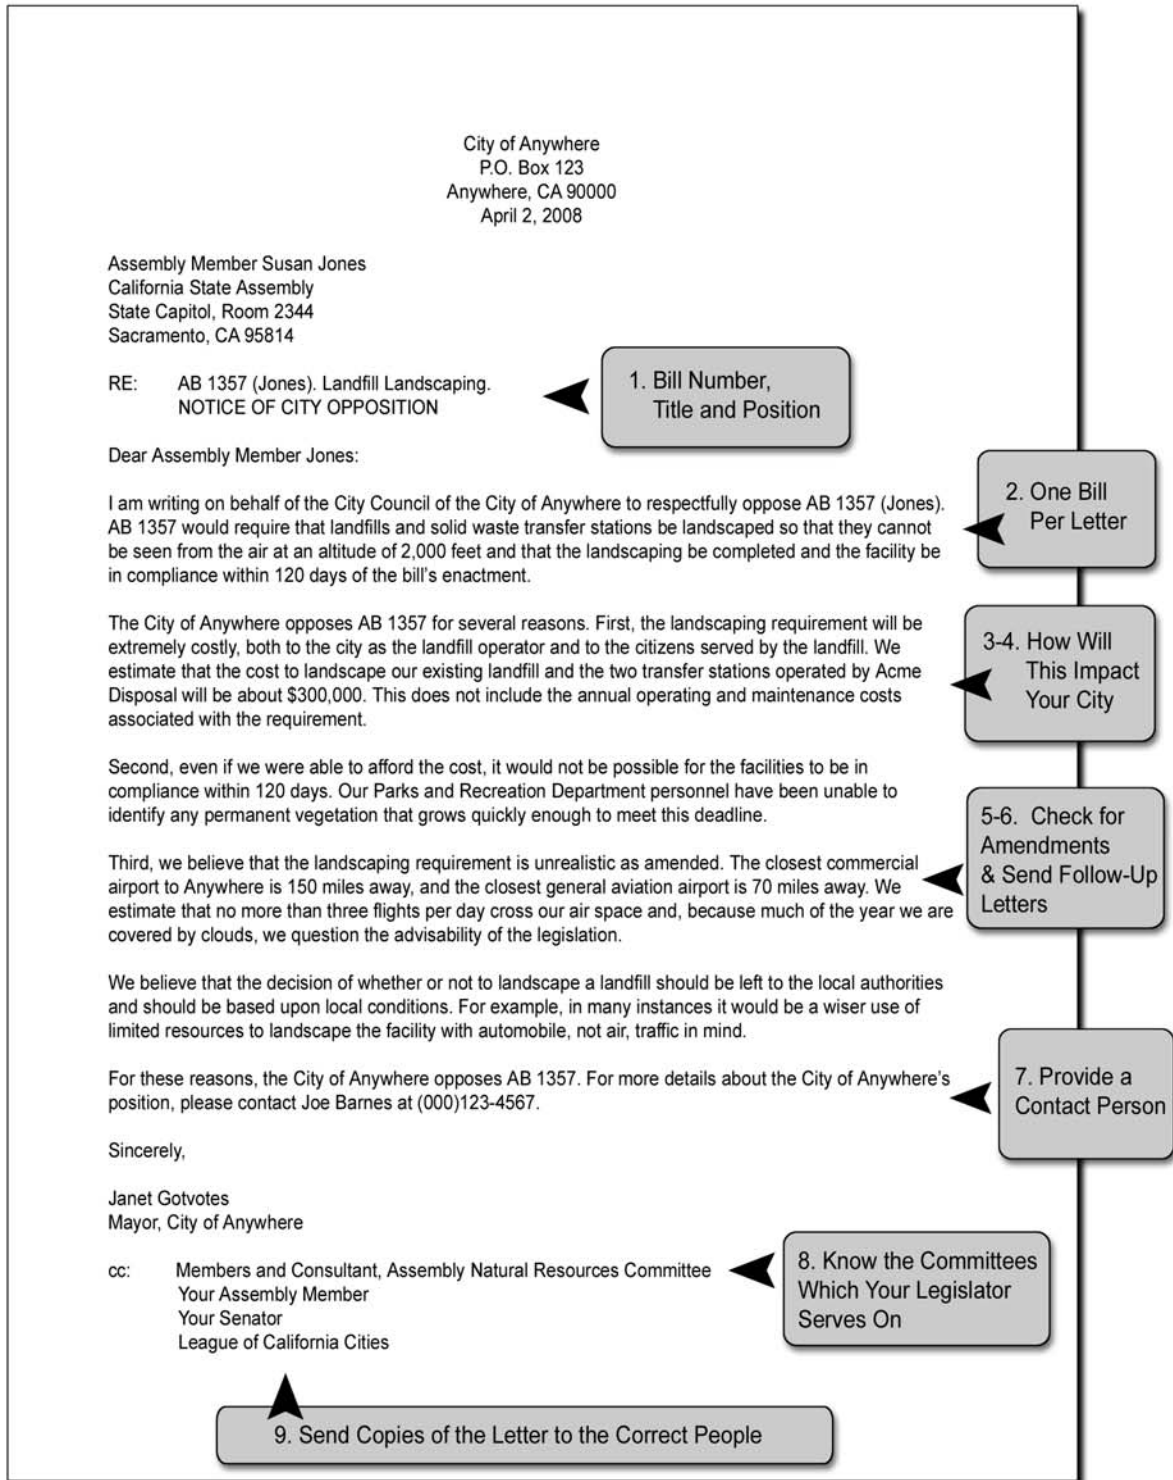 City of Anywhere
P.O. Box 123
Anywhere, CA 90000
April 2, 2008
Assembly Member Susan Jones
California State Assembly
State Capitol, Room 2344
Sacramento, CA 95814
RE: AB 1357 (Jones). Landfill Landscaping.
NOTICE OF CITY OPPOSITION
1. Bill Number,
Title and Position
Dear Assembly Member Jones:
I am writing on behalf of the City Council of the City of Anywhere to respectfully oppose AB 1357 (Jones).
AB 1357 would require that landfills and solid waste transfer stations be landscaped so that they cannot
be seen from the air at an altitude of 2,000 feet and that the landscaping be completed and the facility be
in compliance within 120 days of the bill's enactment.
2. One Bill
Per Letter
The City of Anywhere opposes AB 1357 for several reasons. First, the landscaping requirement will be
extremely costly, both to the city as the landfill operator and to the citizens served by the landfill. We
estimate that the cost to landscape our existing landfill and the two transfer stations operated by Acme
Disposal will be about $300,000. This does not include the annual operating and maintenance costs
associated with the requirement.
3-4. How Will
This Impact
Your City
Second, even if we were able to afford the cost, it would not be possible for the facilities to be in
compliance within 120 days. Our Parks and Recreation Department personnel have been unable to
identify any permanent vegetation that grows quickly enough to meet this deadline.
Third, we believe that the landscaping requirement is unrealistic as amended. The closest commercial
airport to Anywhere is 150 miles away, and the closest general aviation airport is 70 miles away. We
estimate that no more than three flights per day cross our air space and, because much of the year we are
covered by clouds, we question the advisability of the legislation.
5-6. Check for
Amendments
& Send Follow-Up
Letters
We believe that the decision of whether or not to landscape a landfill should be left to the local authorities
and should be based upon local conditions. For example, in many instances it would be a wiser use of
limited resources to landscape the facility with automobile, not air, traffic in mind.
For these reasons, the City of Anywhere opposes AB 1357. For more details about the City of Anywhere's
position, please contact Joe Barnes at (000)123-4567.
7. Provide a
Contact Person
Sincerely,
Janet Gotvotes
Mayor, City of Anywhere
cc: Members and Consultant, Assembly Natural Resources Committee
Your Assembly Member
Your Senator
League of California Cities
8. Know the Committees
Which Your Legislator
Serves On
9. Send Copies of the Letter to the Correct People